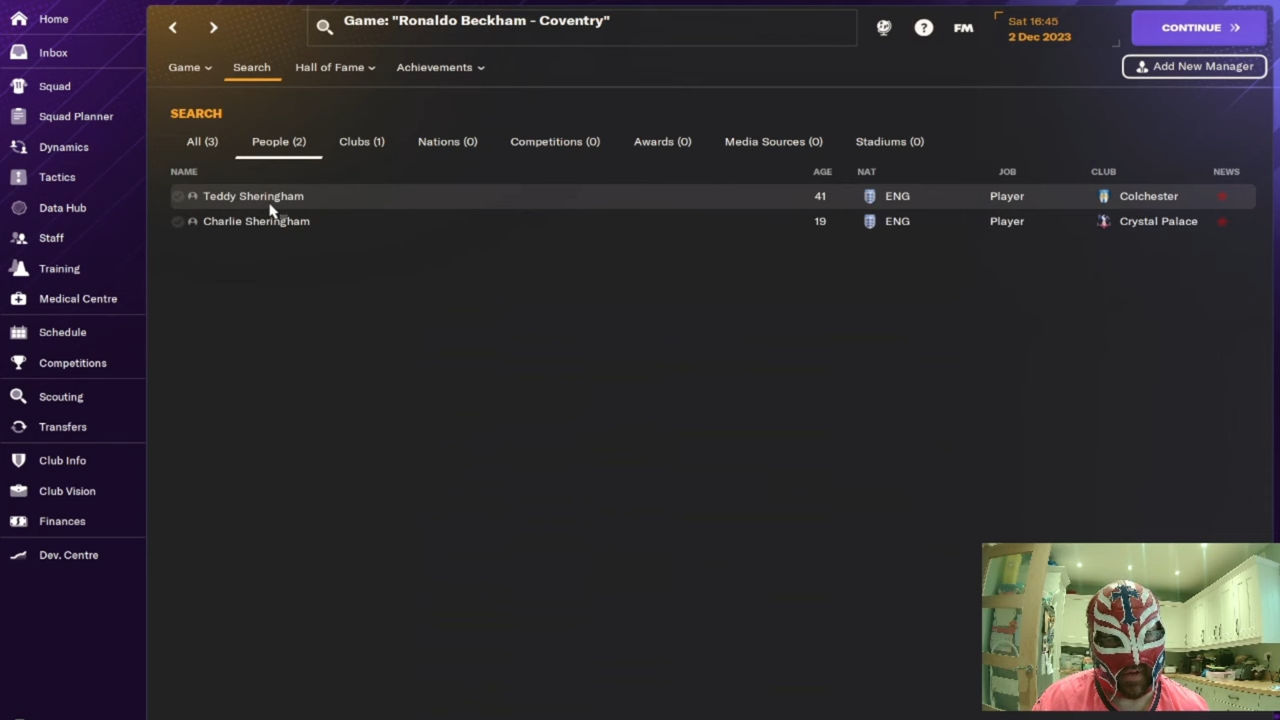 Home
Inbox
Squad
Squad Planner
Dynamics
Tactics
Data Hub
Staff
Training
Medical Centre
Schedule
Competitions
Scouting
Transfers
Club Info
Club Vision
Finances
Dev. Centre
Game: "Ronaldo Beckham - Coventry"
FM
Sat 16:45
2 Dec 2023
CONTINUE
Game Search Hall of Fame Achievements
Add New Manager
SEARCH
All (3) People (2) Clubs (1) Nations (0) Competitions (0) Awards (0) Media Sources (0) Stadiums (0)
NAME AGE NAT JOB CLUB NEWS
Teddy Sheringham 41 ENG Player Colchester
Charlie Sheringham 19 ENG Player Crystal Palace